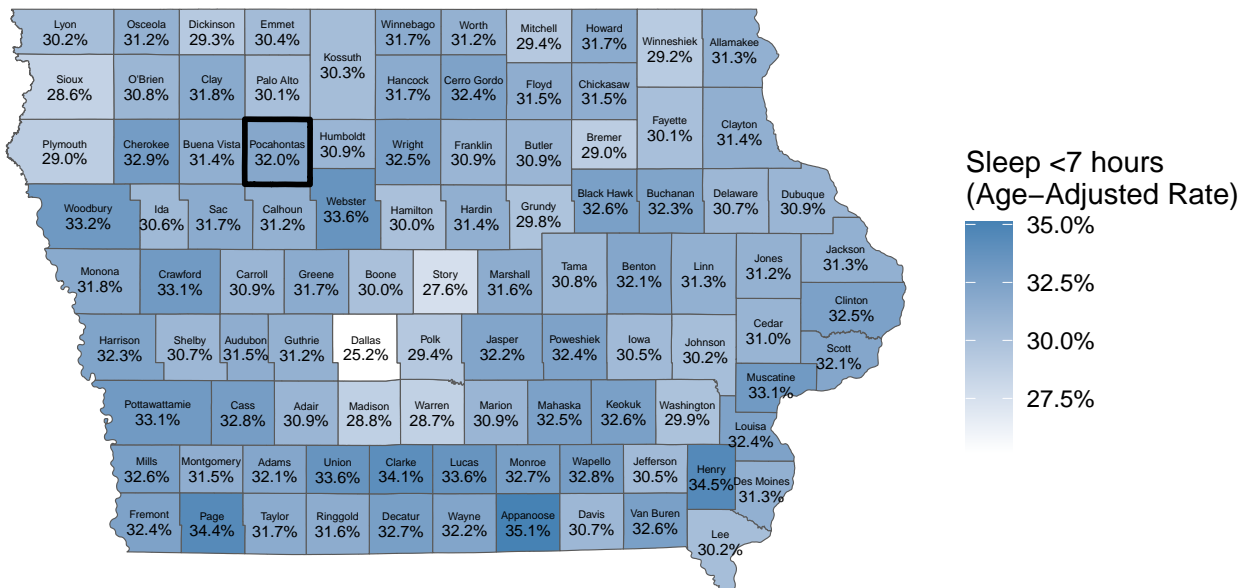 Lyon
30.2%
Osceola
31.2%
Dickinson
29.3%
Emmet
30.4%
Kossuth
30.3%
Winnebago
31.7%
Worth
31.2%
Mitchell
29.4%
Howard
31.7%
Winneshiek
29.2%
Allamakee
31.3%
Sioux
28.6%
O'Brien
30.8%
Clay
31.8%
Palo Alto
30.1%
Hancock
31.7%
Cerro Gordo
32.4%
Floyd
31.5%
Chickasaw
31.5%
Fayette
30.1%
Clayton
31.4%
Plymouth
29.0%
Cherokee
32.9%
Buena Vista
31.4%
Pocahontas
32.0%
Humboldt
30.9%
Wright
32.5%
Franklin
30.9%
Butler
30.9%
Bremer
29.0%
Woodbury
33.2%
Ida
30.6%
Sac
31.7%
Calhoun
31.2%
Webster
33.6%
Hamilton
30.0%
Hardin
31.4%
Grundy
29.8%
Black Hawk
32.6%
Buchanan
32.3%
Delaware
30.7%
Dubuque
30.9%
Monona
31.8%
Crawford
33.1%
Carroll
30.9%
Greene
31.7%
Boone
30.0%
Story
27.6%
Marshall
31.6%
Tama
30.8%
Benton
32.1%
Linn
31.3%
Jones
31.2%
Jackson
31.3%
Clinton
32.5%
Harrison
32.3%
Shelby
30.7%
Audubon
31.5%
Guthrie
31.2%
Dallas
25.2%
Polk
29.4%
Jasper
32.2%
Poweshiek
32.4%
Iowa
30.5%
Johnson
30.2%
Cedar
31.0%
Scott
32.1%
Muscatine
33.1%
Pottawattamie
33.1%
Cass
32.8%
Adair
30.9%
Madison
28.8%
Warren
28.7%
Marion
30.9%
Mahaska
32.5%
Keokuk
32.6%
Washington
29.9%
Louisa
32.4%
Mills
32.6%
Montgomery
31.5%
Adams
32.1%
Union
33.6%
Clarke
34.1%
Lucas
33.6%
Monroe
32.7%
Wapello
32.8%
Jefferson
30.5%
Henry
34.5%
Des Moines
31.3%
Fremont
32.4%
Page
34.4%
Taylor
31.7%
Ringgold
31.6%
Decatur
32.7%
Wayne
32.2%
Appanoose
35.1%
Davis
30.7%
Van Buren
32.6%
Lee
30.2%
Sleep <7 hours
(Age−Adjusted Rate)
35.0%
32.5%
30.0%
27.5%